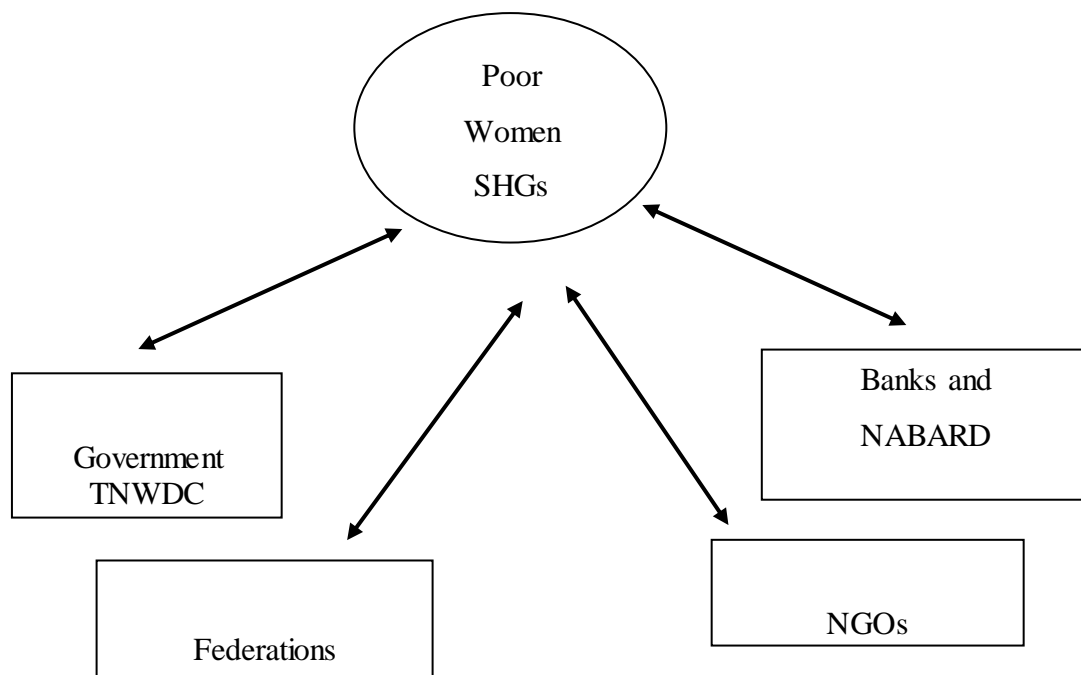 Poor
Women
SHGs
Banks and
NABARD
Government
TNWDC
NGOs
Federations